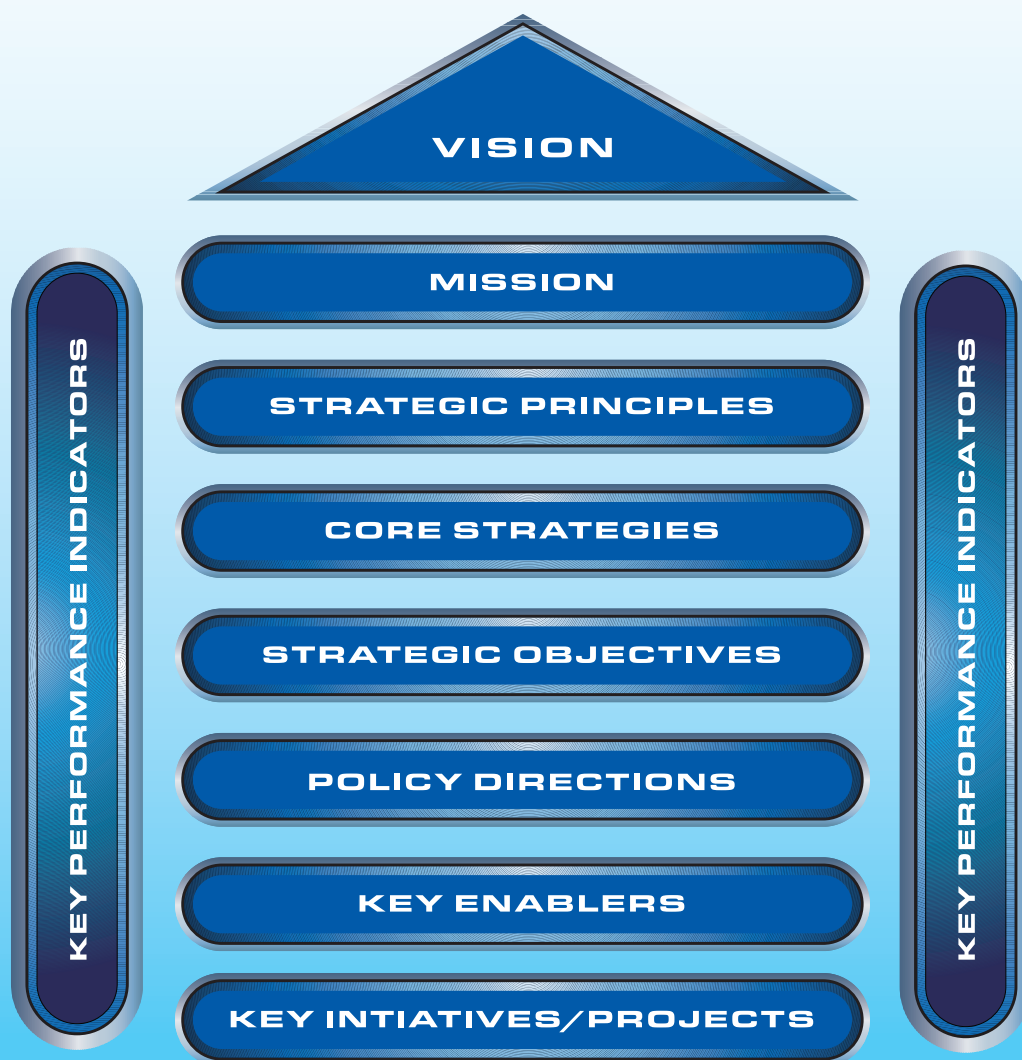 VISION
MISSION
STRATEGIC PRINCIPLES
CORE STRATEGIES
STRATEGIC OBJECTIVES
POLICY DIRECTIONS
KEY ENABLERS
KEY INTIATIVES/PROJECTS
KEY PERFORMANCE INDICATORS
KEY PERFORMANCE INDICATORS